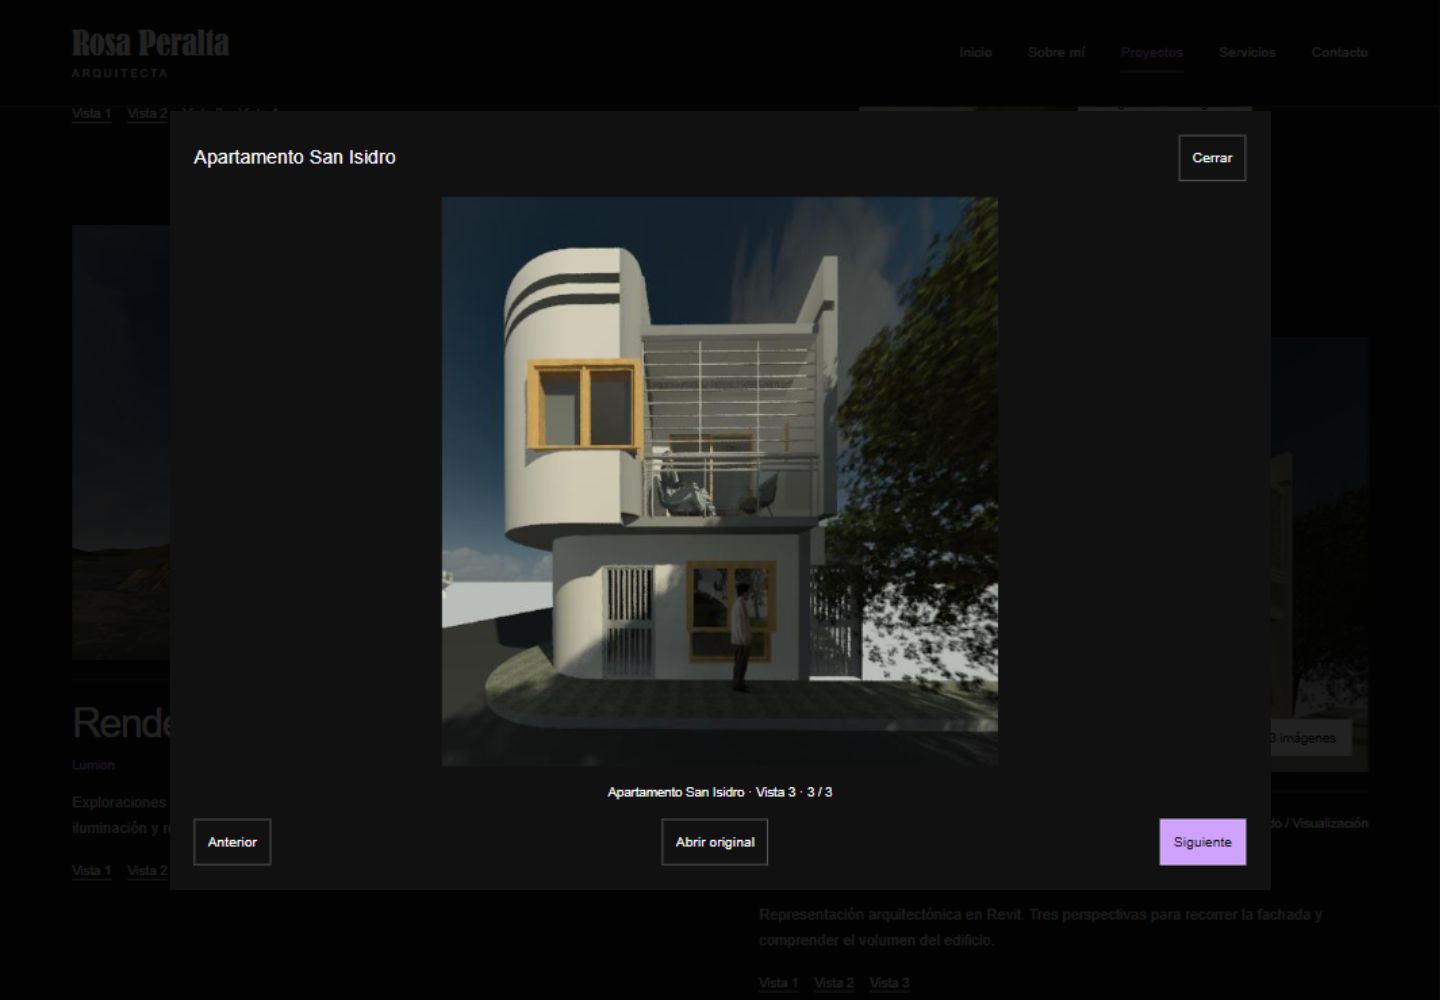 Rosa Peralta
ARQUITECTA
Inicio
Sobre mí
Proyectos
Servicios
Contacto
Vista 1
Vista 2
Apartamento San Isidro
Cerrar
Apartamento San Isidro · Vista 3 · 3 / 3
Anterior
Abrir original
Siguiente
Lumion
Exploraciones
iluminación y
Vista 1
Vista 2
3 imágenes
/ Visualización
Representación arquitectónica en Revit. Tres perspectivas para recorrer la fachada y
comprender el volumen del edificio.
Vista 1
Vista 2
Vista 3